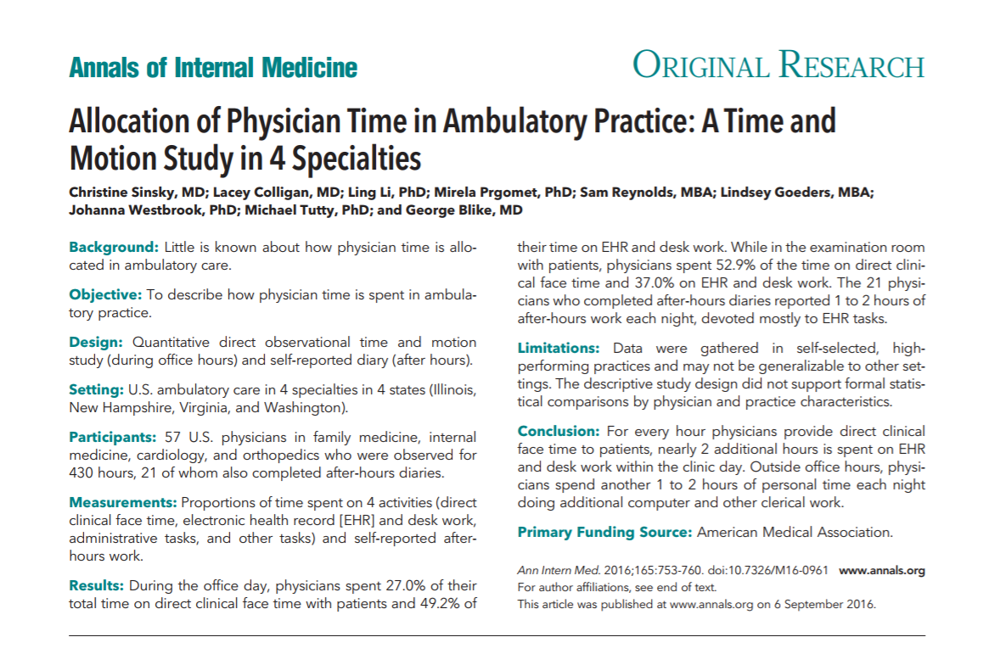 Annals of Internal Medicine
ORIGINAL RESEARCH
Allocation of Physician Time in Ambulatory Practice: A Time and
Motion Study in 4 Specialties
Christine Sinsky, MD; Lacey Colligan, MD; Ling Li, PhD; Mirela Prgomet, PhD; Sam Reynolds, MBA; Lindsey Goeders, MBA;
Johanna Westbrook, PhD; Michael Tutty, PhD; and George Blike, MD
Background: Little is known about how physician time is allo-
cated in ambulatory care.
Objective: To describe how physician time is spent in ambula-
tory practice.
Design: Quantitative direct observational time and motion
study (during office hours) and self-reported diary (after hours).
Setting: U.S. ambulatory care in 4 specialties in 4 states (Illinois,
New Hampshire, Virginia, and Washington).
Participants: 57 U.S. physicians in family medicine, internal
medicine, cardiology, and orthopedics who were observed for
430 hours, 21 of whom also completed after-hours diaries.
Measurements: Proportions of time spent on 4 activities (direct
clinical face time, electronic health record [EHR] and desk work,
administrative tasks, and other tasks) and self-reported after-
hours work.
Results: During the office day, physicians spent 27.0% of their
total time on direct clinical face time with patients and 49.2% of
their time on EHR and desk work. While in the examination room
with patients, physicians spent 52.9% of the time on direct clini-
cal face time and 37.0% on EHR and desk work. The 21 physi-
cians who completed after-hours diaries reported 1 to 2 hours of
after-hours work each night, devoted mostly to EHR tasks.
Limitations: Data were gathered in self-selected, high-
performing practices and may not be generalizable to other set-
tings. The descriptive study design did not support formal statis-
tical comparisons by physician and practice characteristics.
Conclusion: For every hour physicians provide direct clinical
face time to patients, nearly 2 additional hours is spent on EHR
and desk work within the clinic day. Outside office hours, physi-
cians spend another 1 to 2 hours of personal time each night
doing additional computer and other clerical work.
Primary Funding Source: American Medical Association.
Ann Intern Med. 2016;165:753-760. doi:10.7326/M16-0961 www.annals.org
For author affiliations, see end of text.
This article was published at www.annals.org on 6 September 2016.